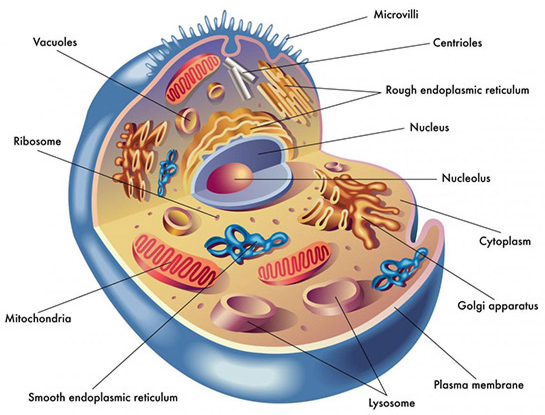 Microvilli
Vacuoles
Centrioles
Rough endoplasmic reticulum
Nucleus
Ribosome
Nucleolus
Cytoplasm
Golgi apparatus
Mitochondria
Plasma membrane
Smooth endoplasmic reticulum
Lysosome